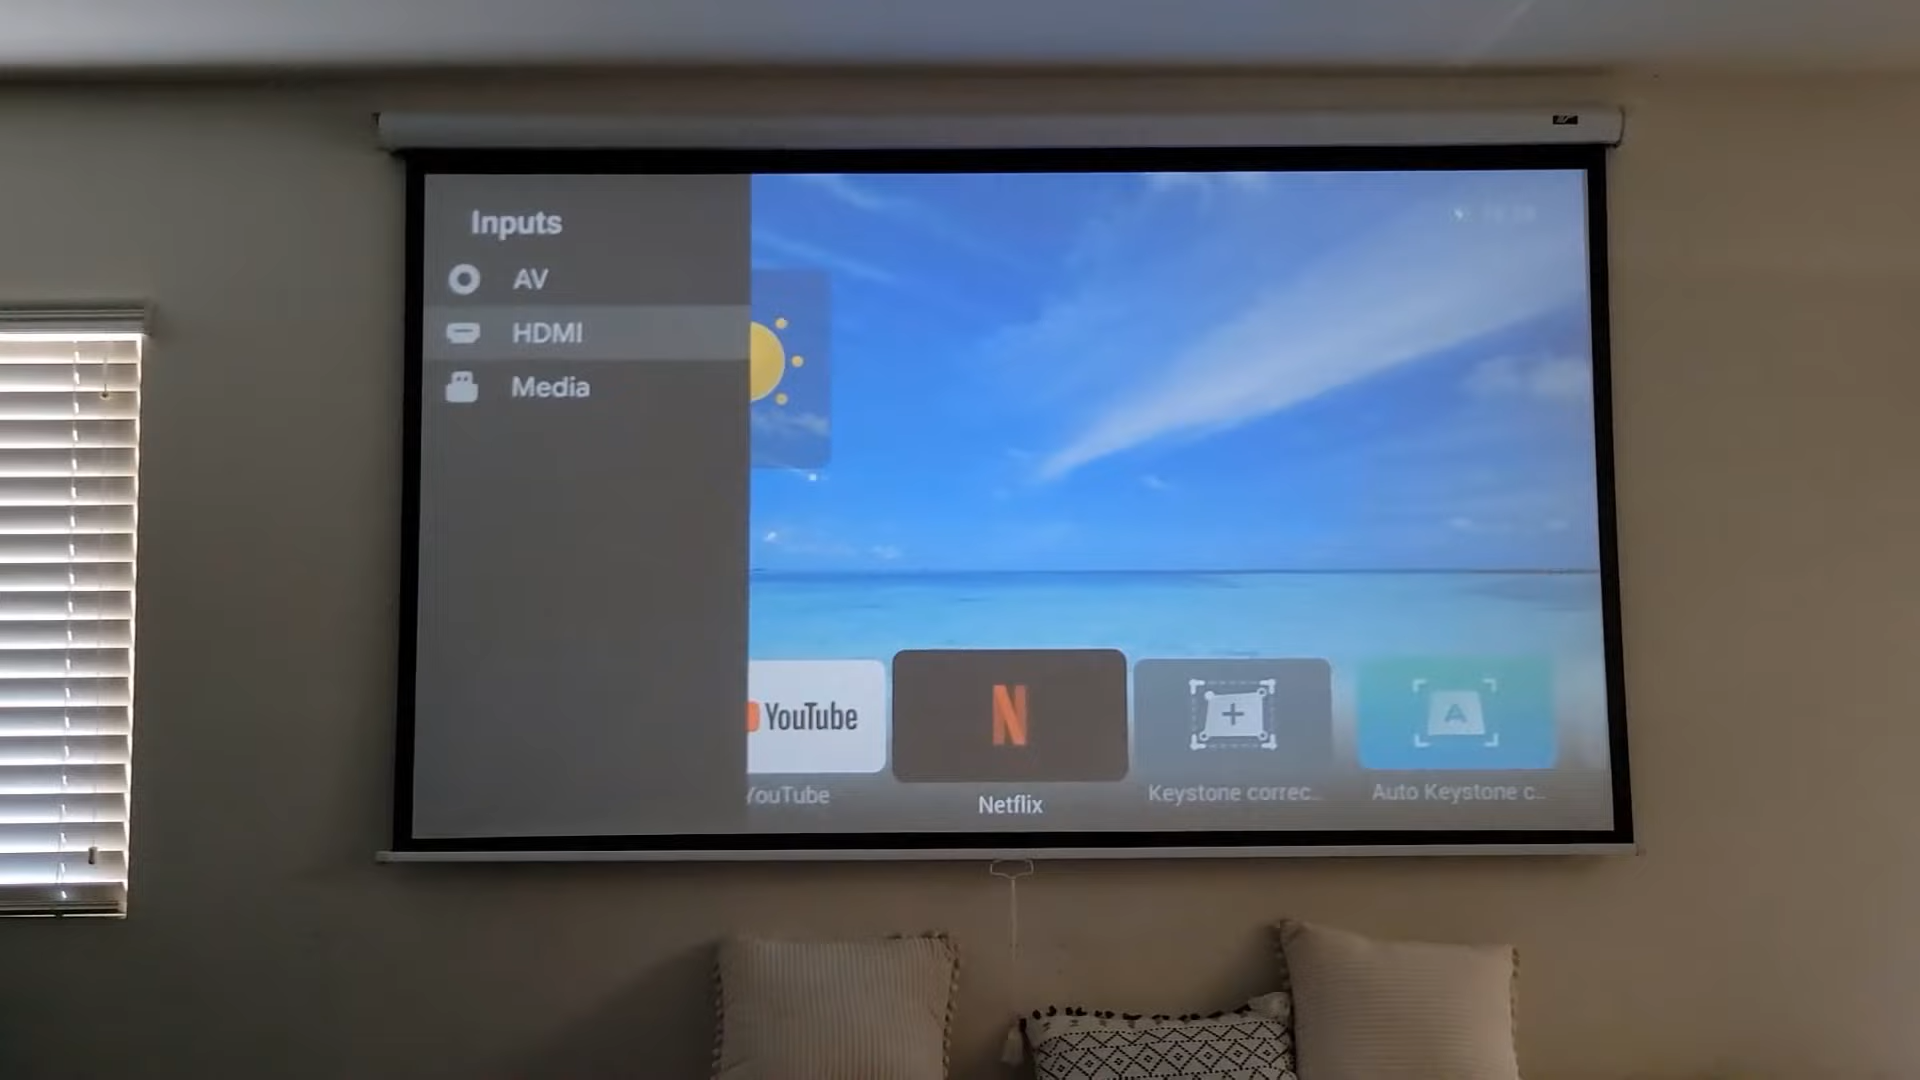 Inputs
AV
HDMI
Media
YouTube
N
A
YouTube
Netflix
Keystone correc...
Auto Keystone c...